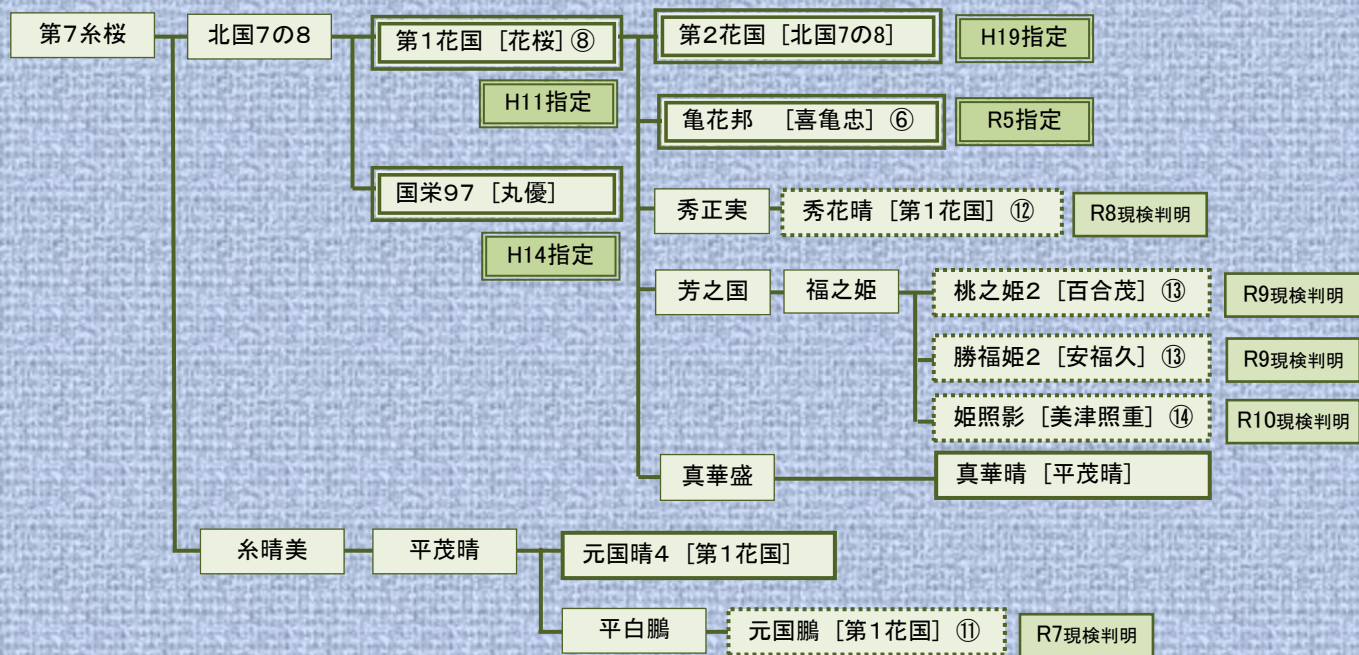 第7糸桜
北国7の8
第1花国 [花桜] ⑧
第2花国 [北国7の8]
H19指定
H11指定
亀花邦 [喜亀忠] ⑥
R5指定
国栄97 [丸優]
H14指定
秀正実
秀花晴 [第1花国] ⑫
R8現検判明
芳之国
福之姫
桃之姫2 [百合茂] ⑬
R9現検判明
勝福姫2 [安福久] ⑬
R9現検判明
姫照影 [美津照重] ⑭
R10現検判明
真華盛
真華晴 [平茂晴]
糸晴美
平茂晴
元国晴4 [第1花国]
平白鵬
元国鵬 [第1花国] ⑪
R7現検判明